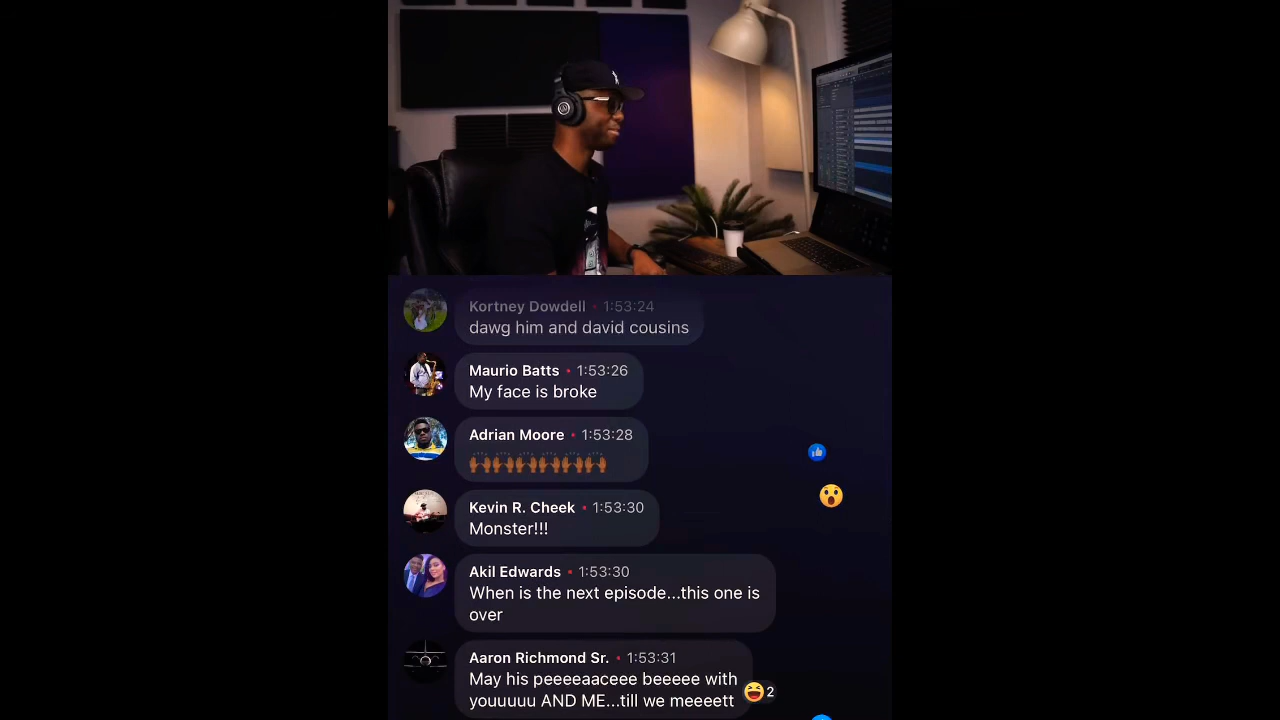 Kortney Dowdell • 1:53:24
dawg him and david cousins
Maurio Batts • 1:53:26
My face is broke
Adrian Moore • 1:53:28
🙌🏾🙌🏾🙌🏾🙌🏾🙌🏾🙌🏾
Kevin R. Cheek • 1:53:30
Monster!!!
Akil Edwards • 1:53:30
When is the next episode...this one is
over
Aaron Richmond Sr. • 1:53:31
May his peeeeaaceee beeeee with
youuuuu AND ME...till we meeeett
2